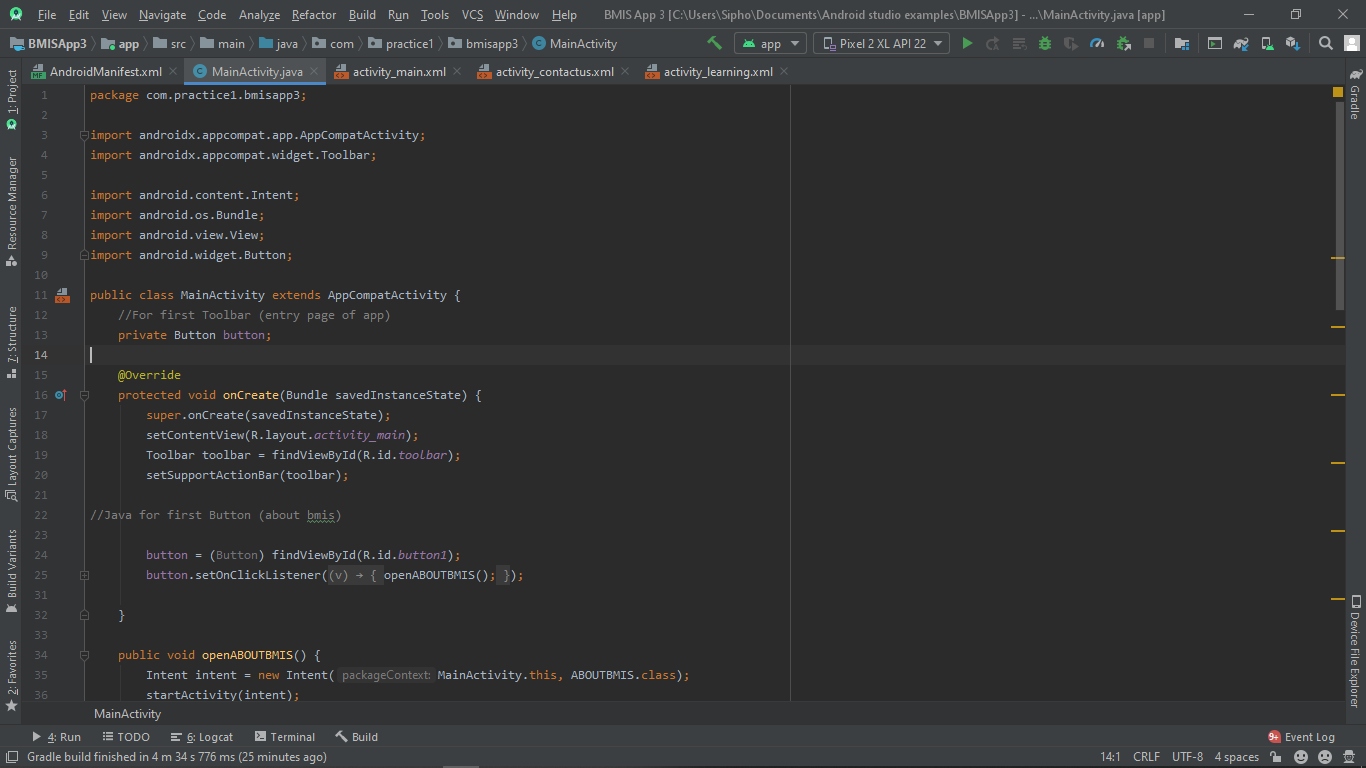 File Edit View Navigate Code Analyze Refactor Build Run Tools VCS Window Help BMIS App 3 [C:\Users\Sipho\Documents\Android studio examples\BMISApp3] - ...\MainActivity.java [app]
BMISApp3 app src main java com practice1 bmisapp3 MainActivity app Pixel 2 XL API 22
AndroidManifest.xml MainActivity.java activity_main.xml activity_contactus.xml activity_learning.xml
1 package com.practice1.bmisapp3;
2
3 import androidx.appcompat.app.AppCompatActivity;
4 import androidx.appcompat.widget.Toolbar;
5
6 import android.content.Intent;
7 import android.os.Bundle;
8 import android.view.View;
9 import android.widget.Button;
10
11 public class MainActivity extends AppCompatActivity {
12 //For first Toolbar (entry page of app)
13 private Button button;
14
15 @Override
16 protected void onCreate(Bundle savedInstanceState) {
17 super.onCreate(savedInstanceState);
18 setContentView(R.layout.activity_main);
19 Toolbar toolbar = findViewById(R.id.toolbar);
20 setSupportActionBar(toolbar);
21
22 //Java for first Button (about bmis)
23
24 button = (Button) findViewById(R.id.button1);
25 button.setOnClickListener((v) → { openABOUTBMIS(); });
31
32 }
33
34 public void openABOUTBMIS() {
35 Intent intent = new Intent( packageContext: MainActivity.this, ABOUTBMIS.class);
36 startActivity(intent);
MainActivity
1: Project
Resource Manager
7: Structure
Layout Captures
Build Variants
2: Favorites
Gradle
Device File Explorer
4: Run TODO 6: Logcat Terminal Build 9+ Event Log
Gradle build finished in 4 m 34 s 776 ms (25 minutes ago) 14:1 CRLF UTF-8 4 spaces